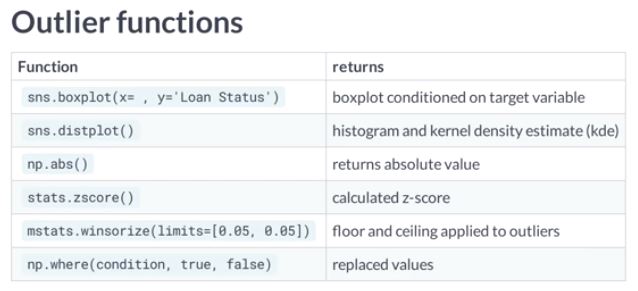 Outlier functions
Function returns
sns.boxplot(x= , y='Loan Status') boxplot conditioned on target variable
sns.distplot() histogram and kernel density estimate (kde)
np.abs() returns absolute value
stats.zscore() calculated z-score
mstats.winsorize(limits=[0.05, 0.05]) floor and ceiling applied to outliers
np.where(condition, true, false) replaced values